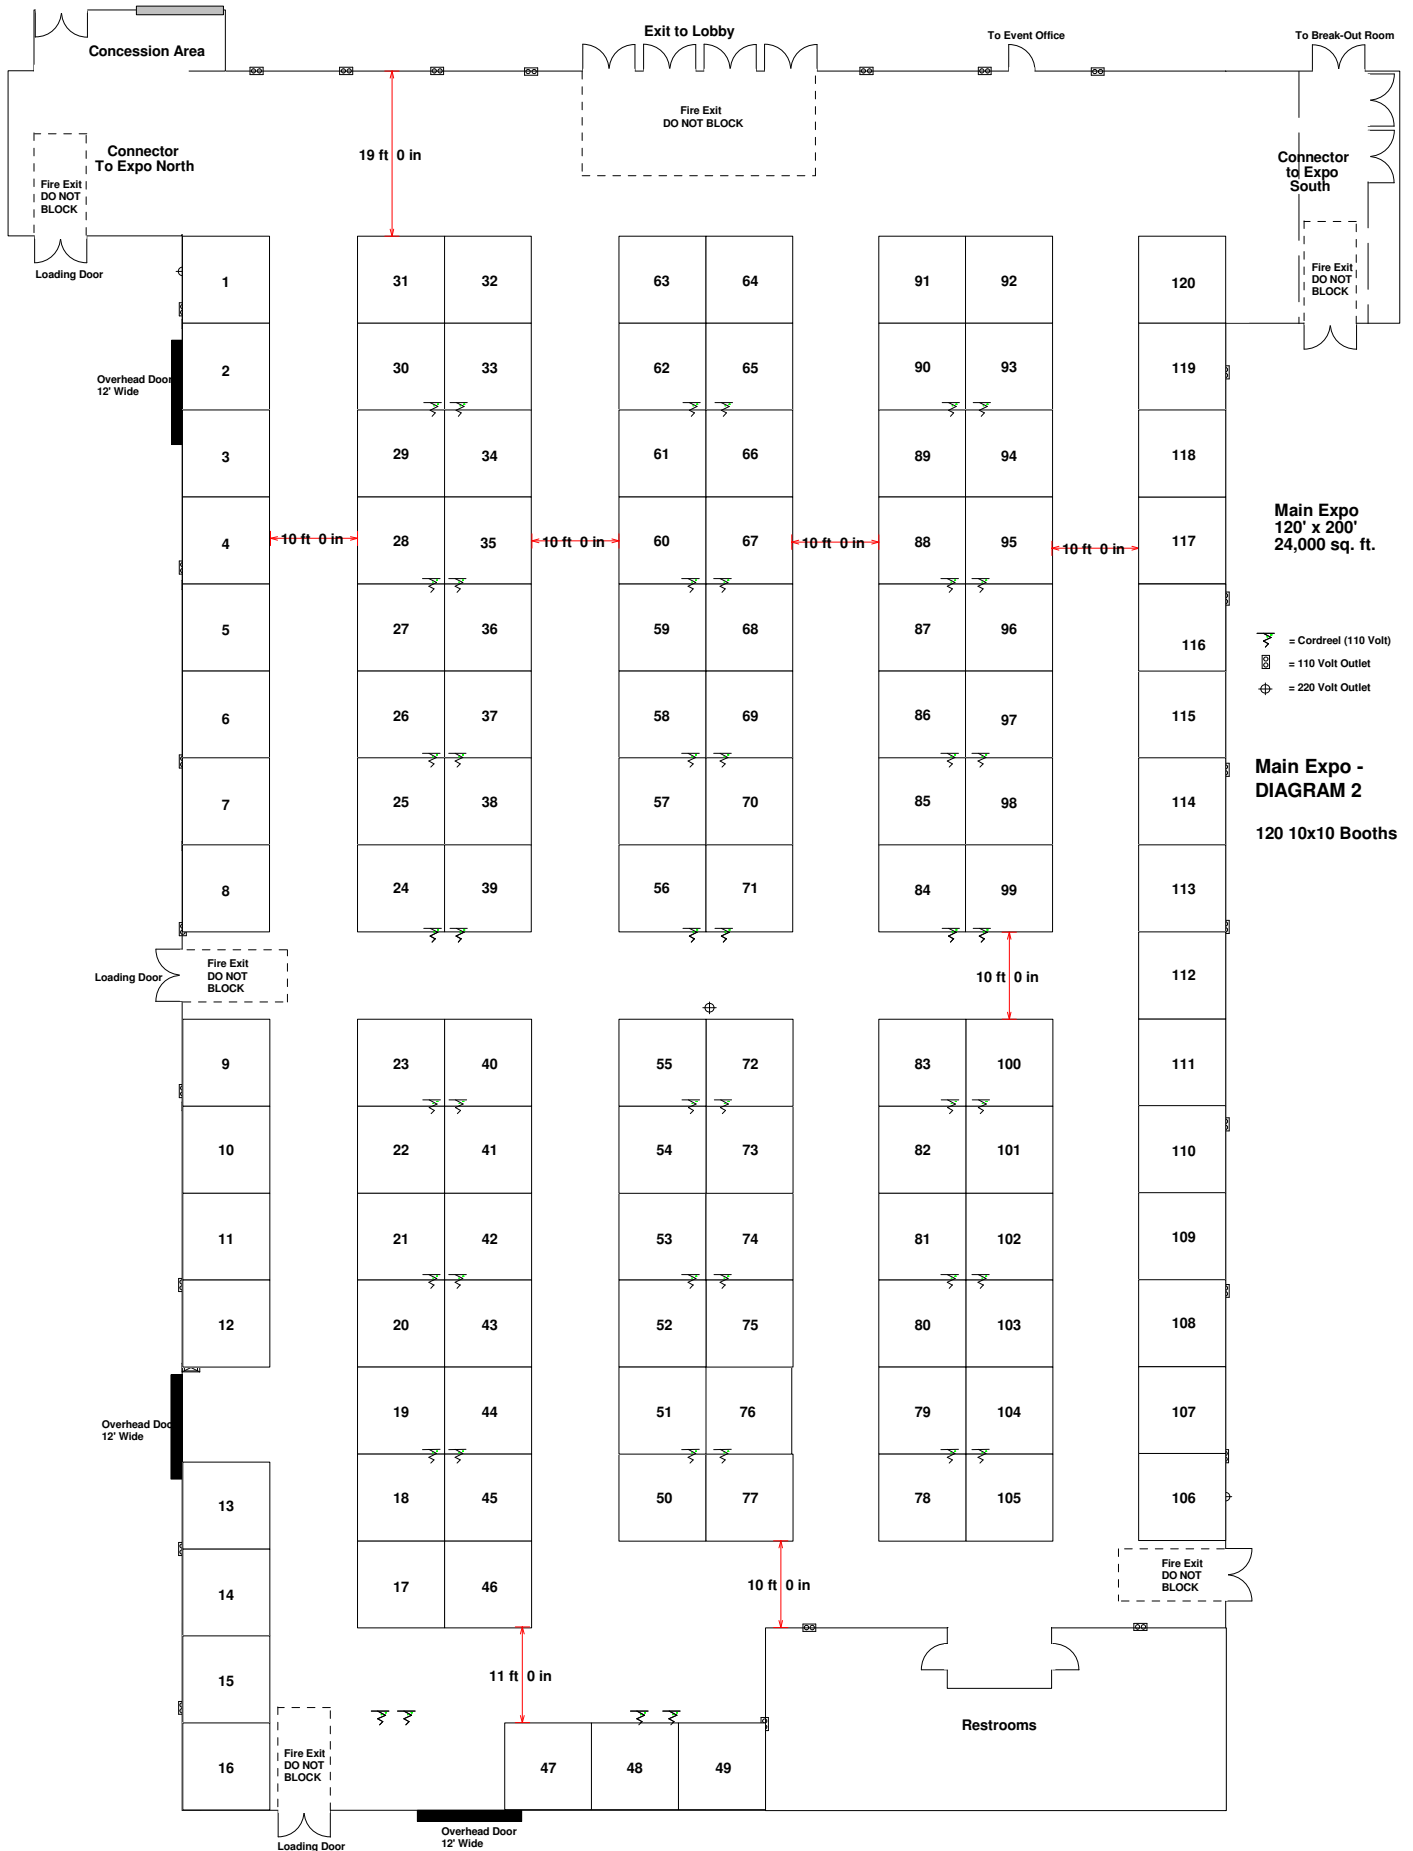 Concession Area
Exit to Lobby
To Event Office
To Break-Out Room
Fire Exit
DO NOT BLOCK
19 ft 0 in
Connector
To Expo North
Connector
to Expo
South
Fire Exit
DO NOT
BLOCK
Loading Door
Fire Exit
DO NOT
BLOCK
1 31 32 63 64 91 92 120
Overhead Door
12' Wide
2 30 33 62 65 90 93 119
3 29 34 61 66 89 94 118
Main Expo
120' x 200'
24,000 sq. ft.
4 10 ft 0 in 28 35 10 ft 0 in 60 67 10 ft 0 in 88 95 10 ft 0 in 117
5 27 36 59 68 87 96 116
= Cordreel (110 Volt)
= 110 Volt Outlet
= 220 Volt Outlet
6 26 37 58 69 86 97 115
Main Expo -
DIAGRAM 2
120 10x10 Booths
7 25 38 57 70 85 98 114
8 24 39 56 71 84 99 113
Loading Door
Fire Exit
DO NOT
BLOCK
10 ft 0 in
112
9 23 40 55 72 83 100 111
10 22 41 54 73 82 101 110
11 21 42 53 74 81 102 109
12 20 43 52 75 80 103 108
Overhead Doo
12' Wide
19 44 51 76 79 104 107
13 18 45 50 77 78 105 106
14 17 46 10 ft 0 in
Fire Exit
DO NOT
BLOCK
15 11 ft 0 in
Restrooms
16
Fire Exit
DO NOT
BLOCK
47 48 49
Overhead Door
12' Wide
Loading Door